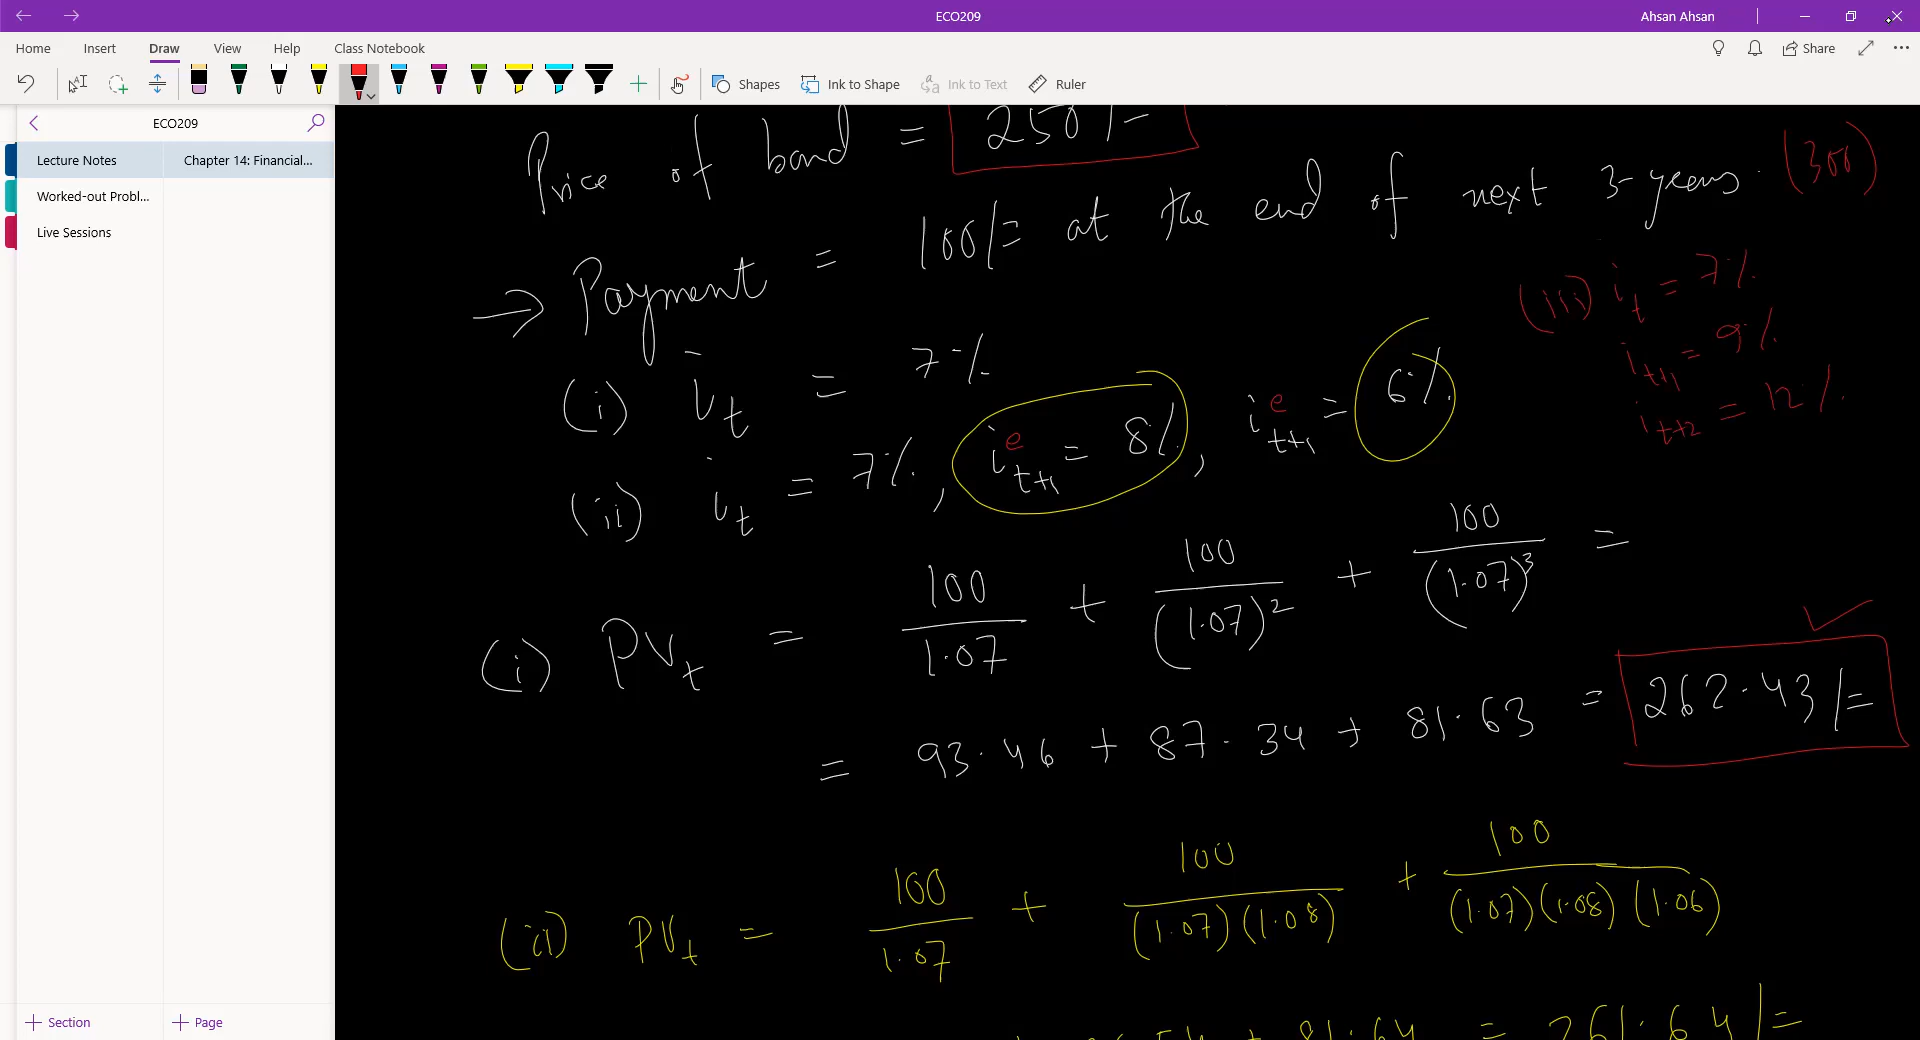 ECO209
Ahsan Ahsan
Home Insert Draw View Help Class Notebook
Share
Shapes Ink to Shape Ink to Text Ruler
ECO209
Lecture Notes
Worked-out Probl...
Live Sessions
Chapter 14: Financial...
Section
Page
Price of bond = 250/=
→ Payment = 100/= at the end of next 3-years. (300)
(i) i_t = 7%
(ii) i_t = 7%, i^e_t+1 = 8%, i^e_t+1 = 6%
(iii) i_t = 7%
i_t+1 = 9%
i_t+2 = 12%
(i) PV_t = 100/1.07 + 100/(1.07)^2 + 100/(1.07)^3 =
= 93.46 + 87.34 + 81.63 = 262.43/=
(ii) PV_t = 100/1.07 + 100/(1.07)(1.08) + 100/(1.07)(1.08)(1.06)
+ 81.64 = 261.64/=